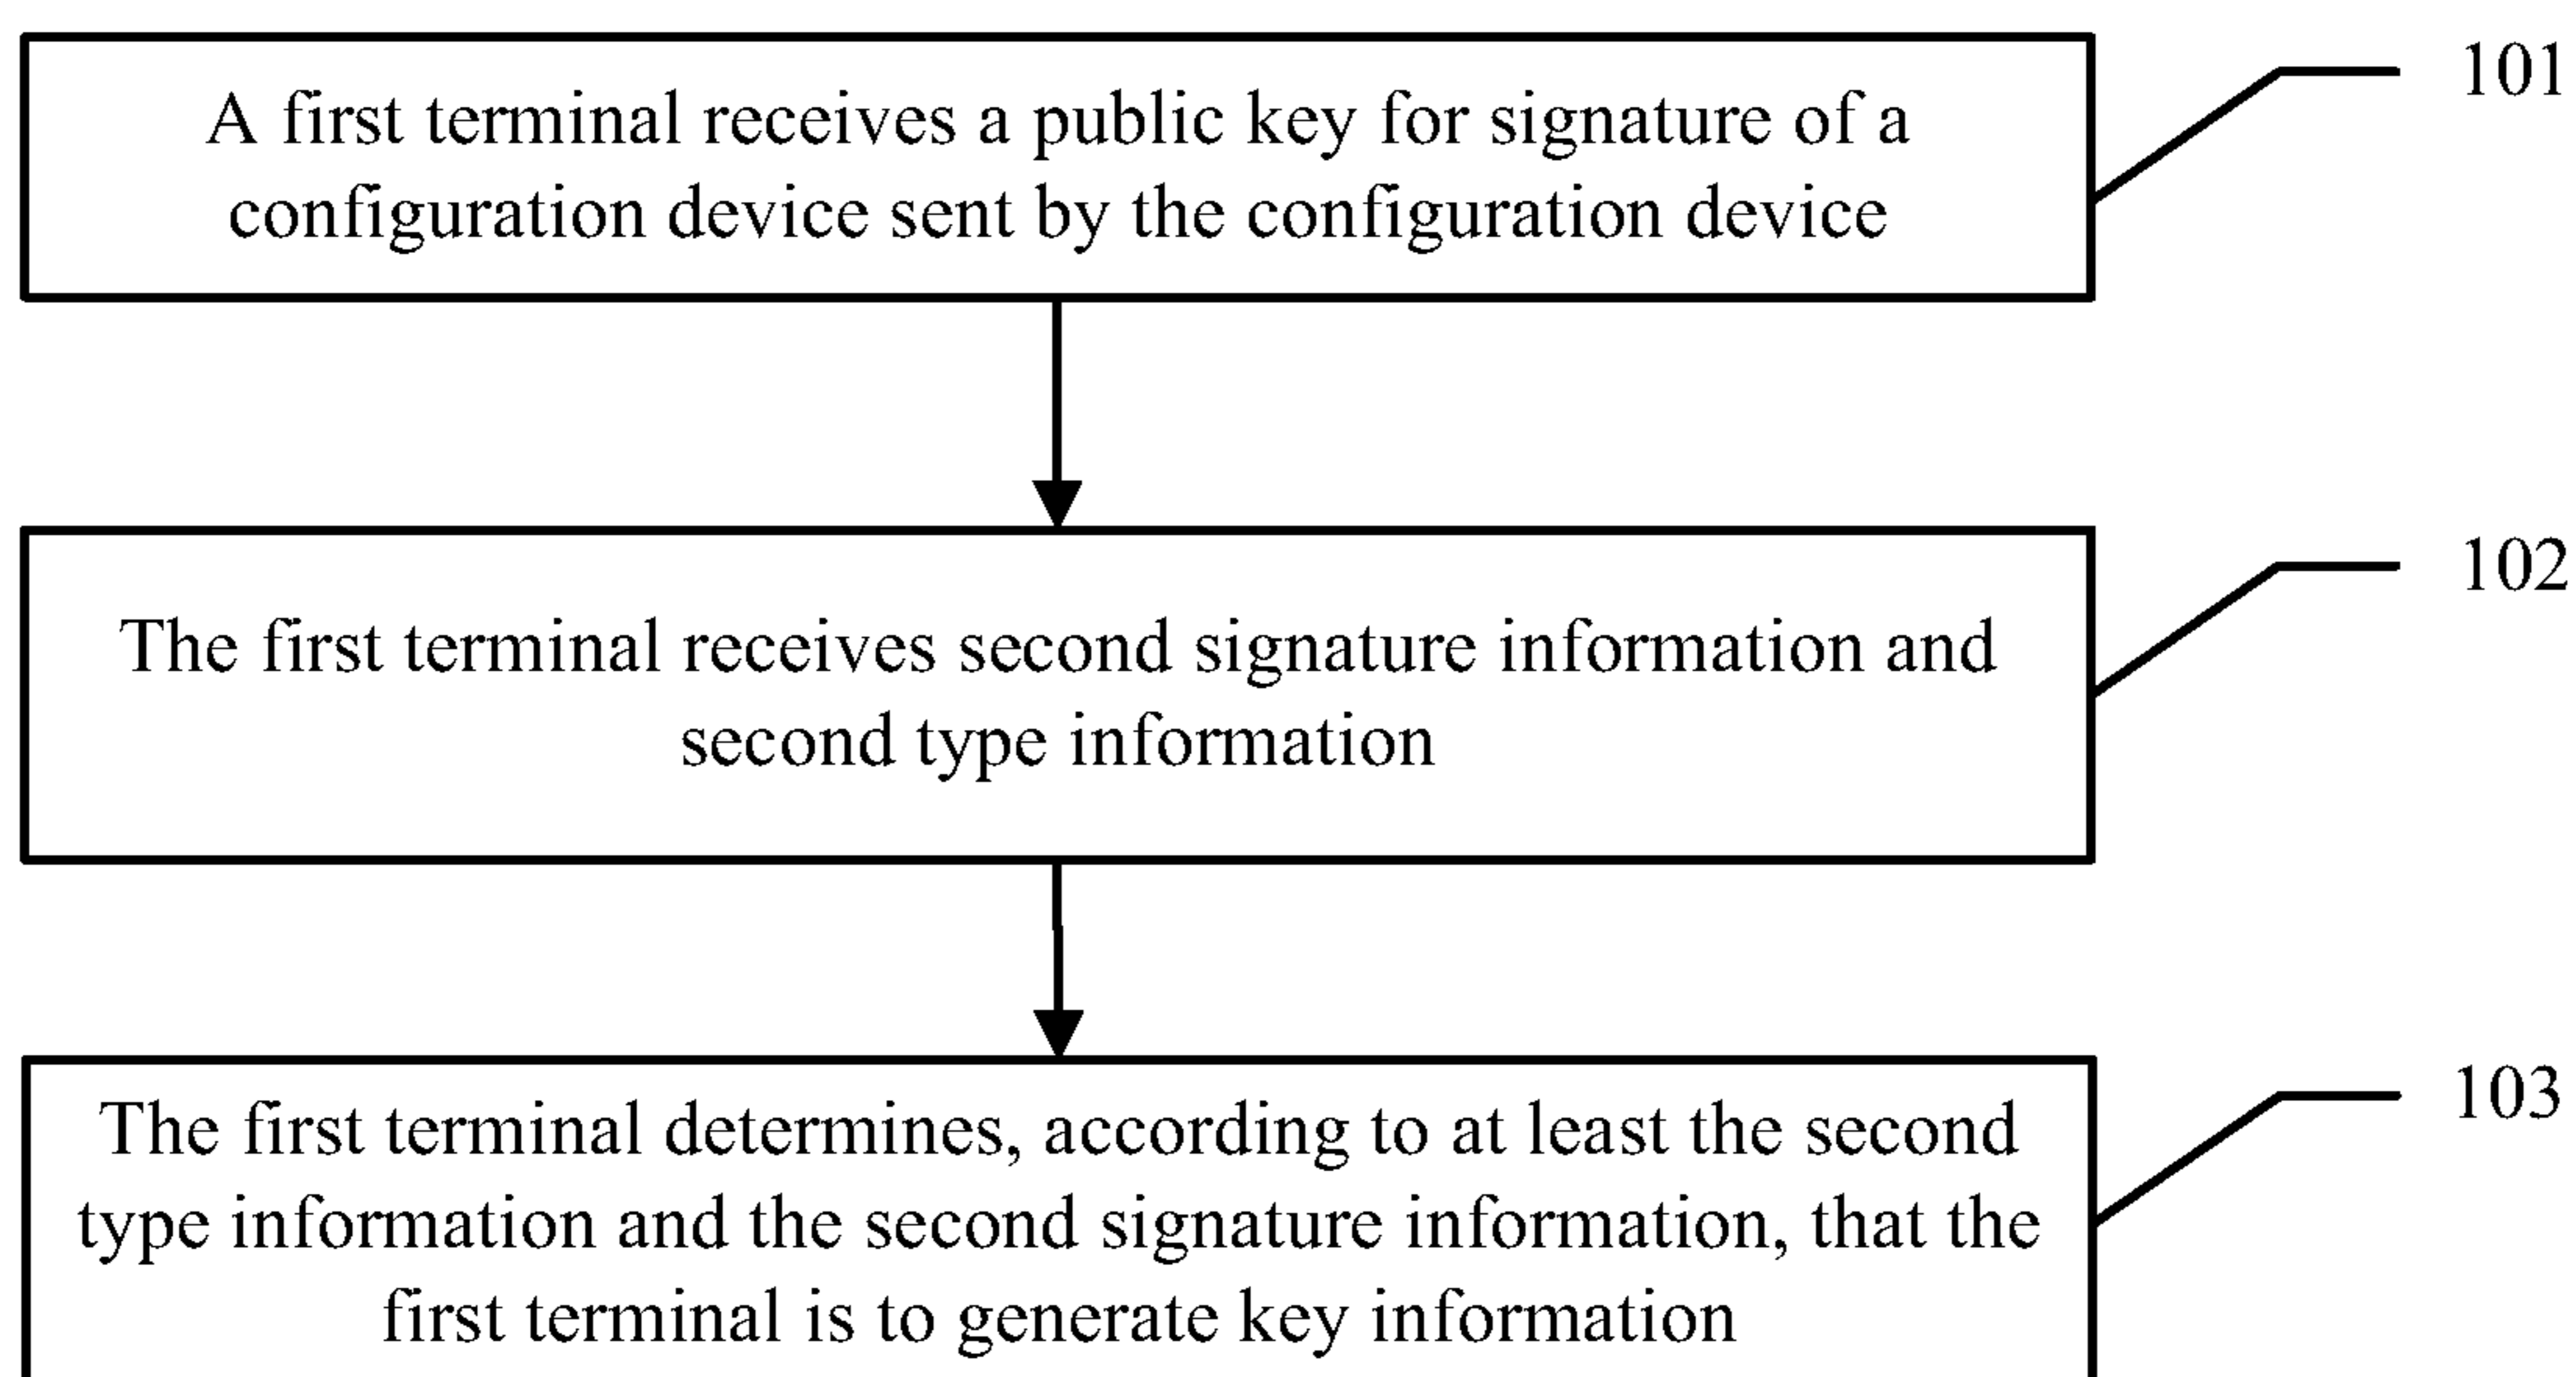 A first terminal receives a public key for signature of a
configuration device sent by the configuration device
101
The first terminal receives second signature information and
second type information
102
The first terminal determines, according to at least the second
type information and the second signature information, that the
first terminal is to generate key information
103